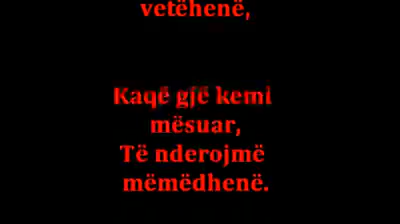 vetëhenë,
Kaqë gjë kemi
mësuar,
Të nderojmë
mëmëdhenë.